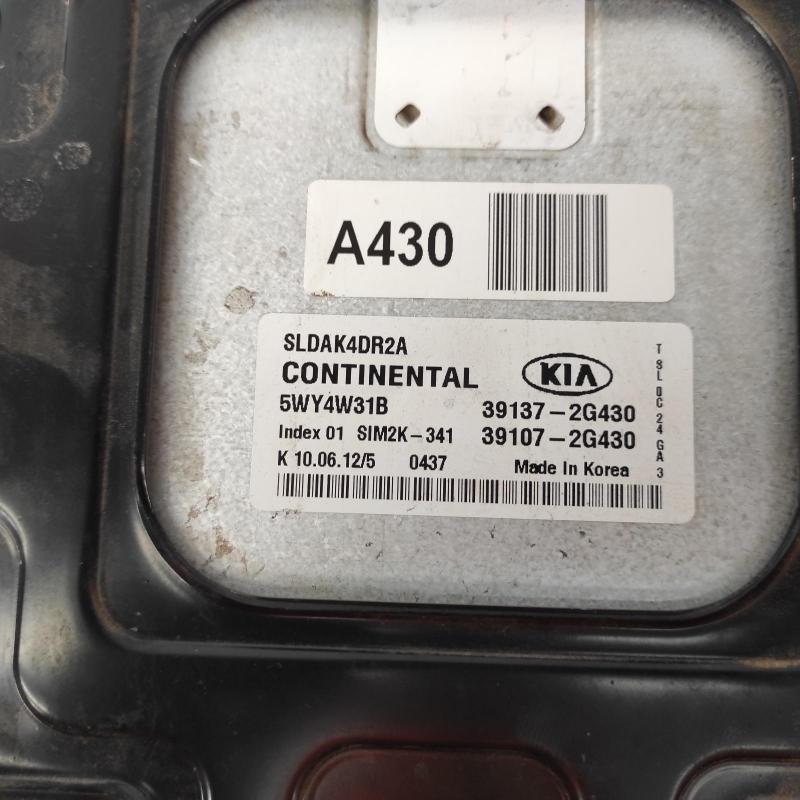 A430
SLDAK4DR2A
CONTINENTAL KIA
5WY4W31B 39137-2G430
Index 01 SIM2K-341 39107-2G430
K 10.06.12/5 0437 Made In Korea
T8L0C24GA3